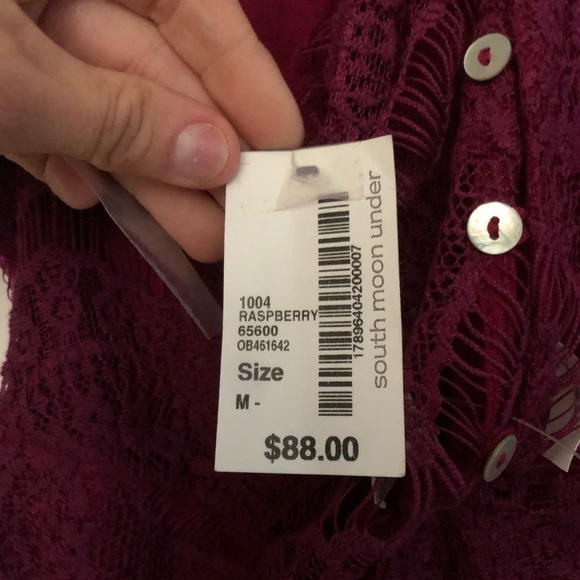 1004
RASPBERRY
65600
OB461642
Size
M -
$88.00
17896404200007
south moon under